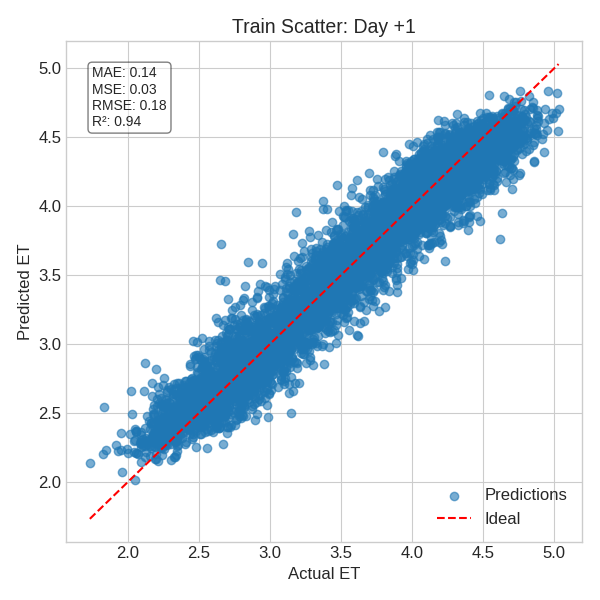 Train Scatter: Day +1
MAE: 0.14
MSE: 0.03
RMSE: 0.18
R²: 0.94
Predicted ET
5.0
4.5
4.0
3.5
3.0
2.5
2.0
Predictions
Ideal
2.0 2.5 3.0 3.5 4.0 4.5 5.0
Actual ET